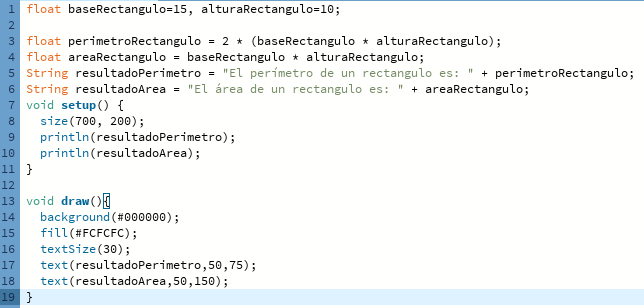 1 float baseRectangulo=15, alturaRectangulo=10;
2
3 float perimetroRectangulo = 2 * (baseRectangulo * alturaRectangulo);
4 float areaRectangulo = baseRectangulo * alturaRectangulo;
5 String resultadoPerimetro = "El perímetro de un rectangulo es: " + perimetroRectangulo;
6 String resultadoArea = "El área de un rectangulo es: " + areaRectangulo;
7 void setup() {
8   size(700, 200);
9   println(resultadoPerimetro);
10   println(resultadoArea);
11 }
12
13 void draw(){
14   background(#000000);
15   fill(#FCFCFC);
16   textSize(30);
17   text(resultadoPerimetro,50,75);
18   text(resultadoArea,50,150);
19 }